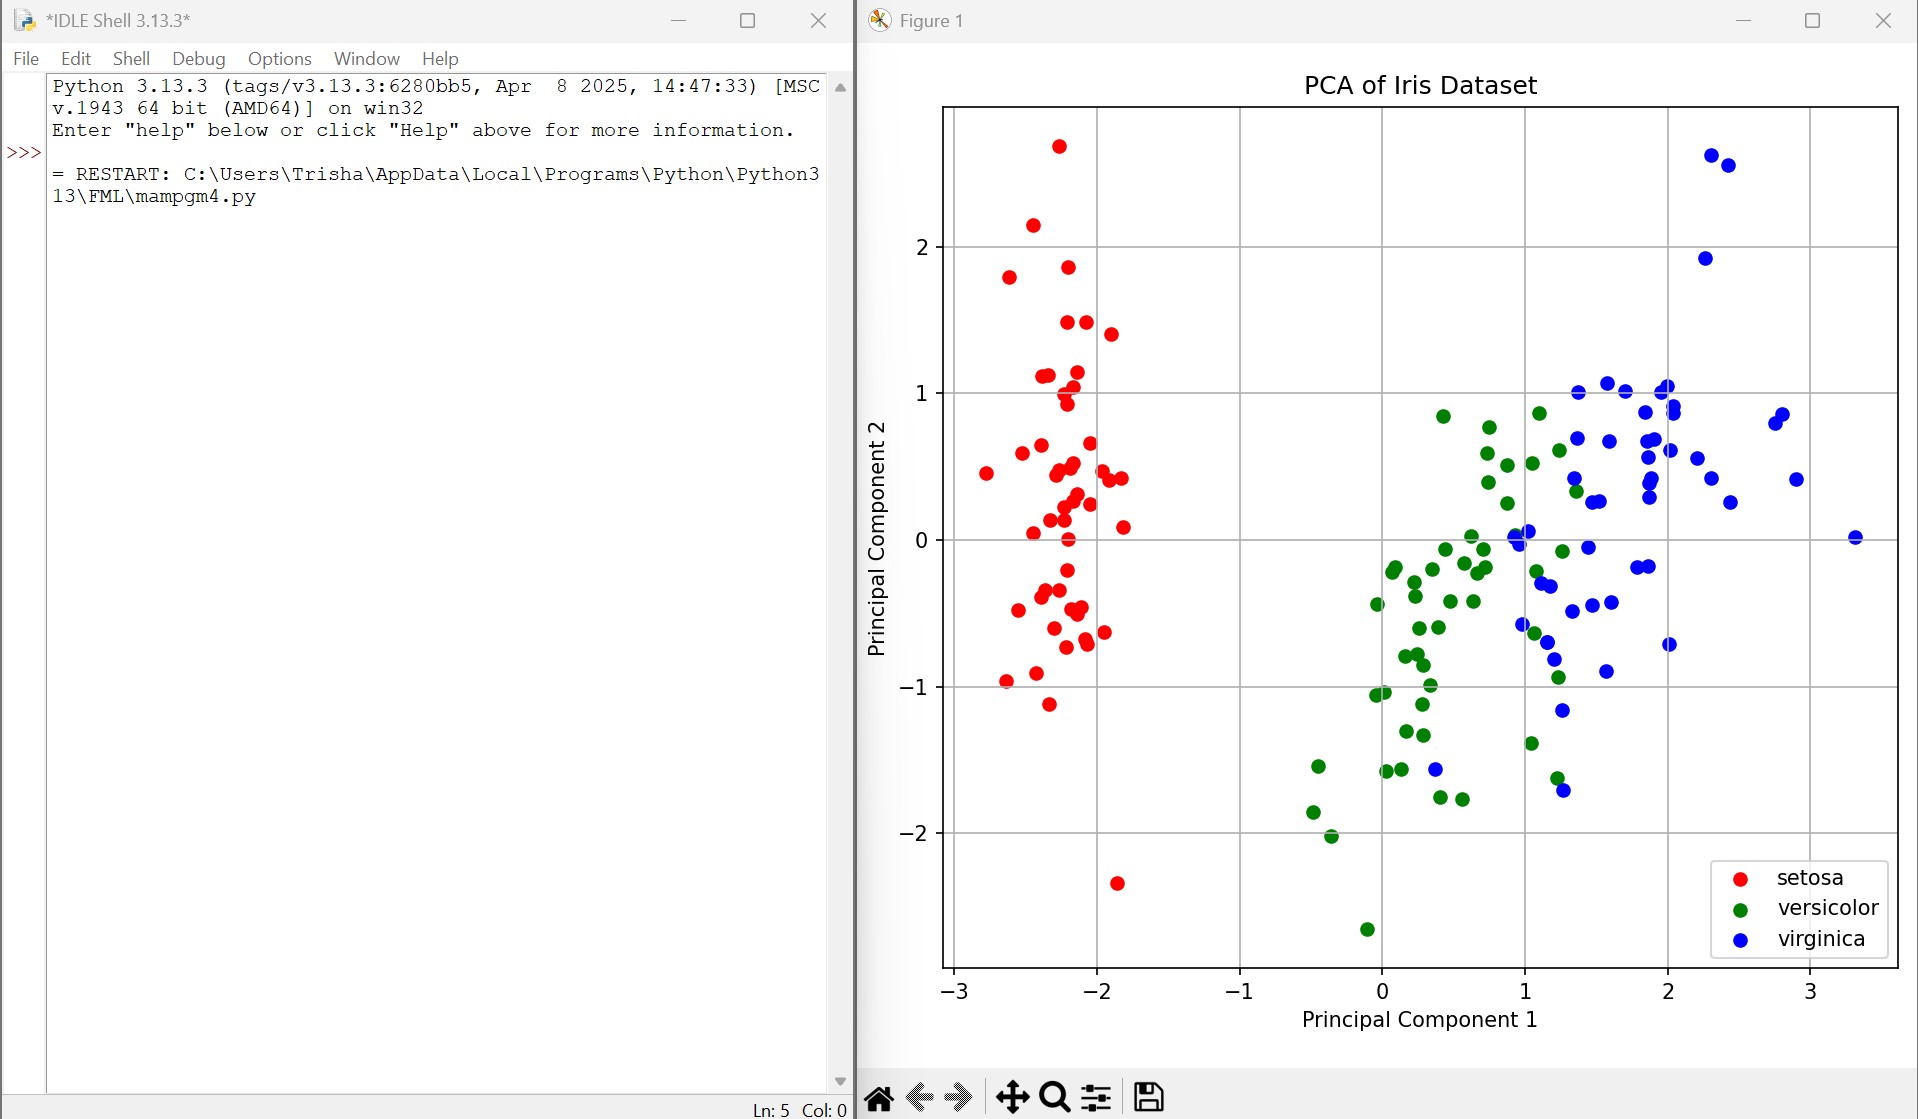 *IDLE Shell 3.13.3*
File Edit Shell Debug Options Window Help
Python 3.13.3 (tags/v3.13.3:6280bb5, Apr  8 2025, 14:47:33) [MSC
v.1943 64 bit (AMD64)] on win32
Enter "help" below or click "Help" above for more information.
>>>
= RESTART: C:\Users\Trisha\AppData\Local\Programs\Python\Python3
13\FML\mampgm4.py
Ln: 5 Col: 0
Figure 1
PCA of Iris Dataset
Principal Component 2
2
1
0
−1
−2
setosa
versicolor
virginica
−3 −2 −1 0 1 2 3
Principal Component 1